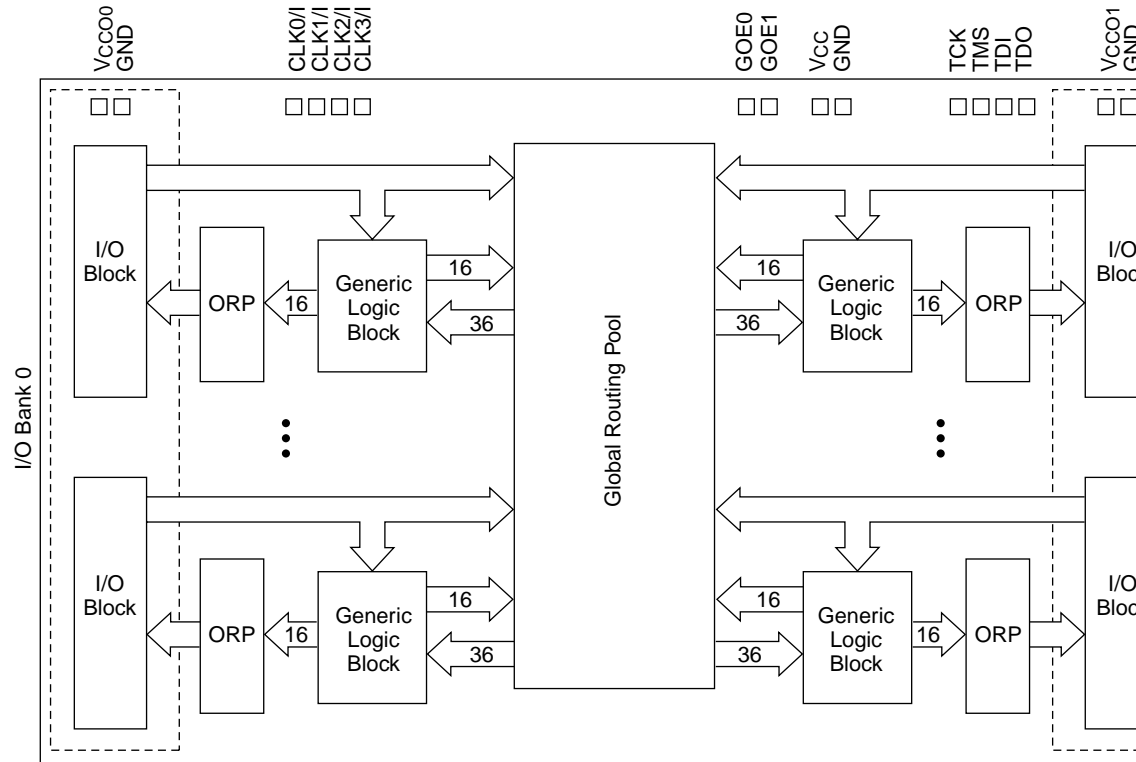 VCCO0
GND
CLK0/I
CLK1/I
CLK2/I
CLK3/I
GOE0
GOE1
VCC
GND
TCK
TMS
TDI
TDO
VCCO1
GND
I/O Bank 0
I/O
Block
ORP
16
Generic
Logic
Block
16
36
Global Routing Pool
16
36
Generic
Logic
Block
16
ORP
I/O
Block
I/O
Block
ORP
16
Generic
Logic
Block
16
36
16
36
Generic
Logic
Block
16
ORP
I/O
Block